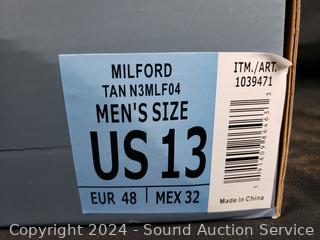 MILFORD
TAN N3MLF04
MEN'S SIZE
US 13
EUR 48 | MEX 32
ITM./ART.
1039471
Made in China
Copyright 2024 - Sound Auction Service